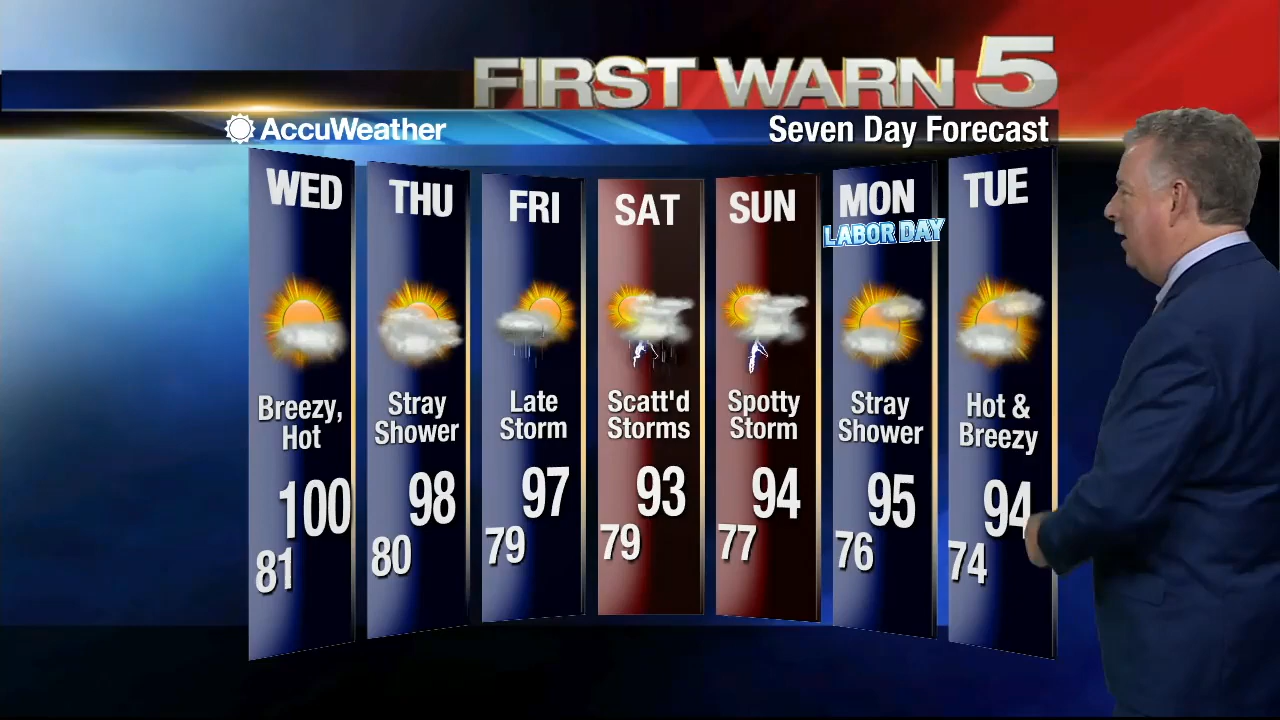 FIRST WARN 5
AccuWeather
Seven Day Forecast
WED
Breezy,
Hot
100
81
THU
Stray
Shower
98
80
FRI
Late
Storm
97
79
SAT
Scatt'd
Storms
93
79
SUN
Spotty
Storm
94
77
MON
LABOR DAY
Stray
Shower
95
76
TUE
Hot &
Breezy
94
74